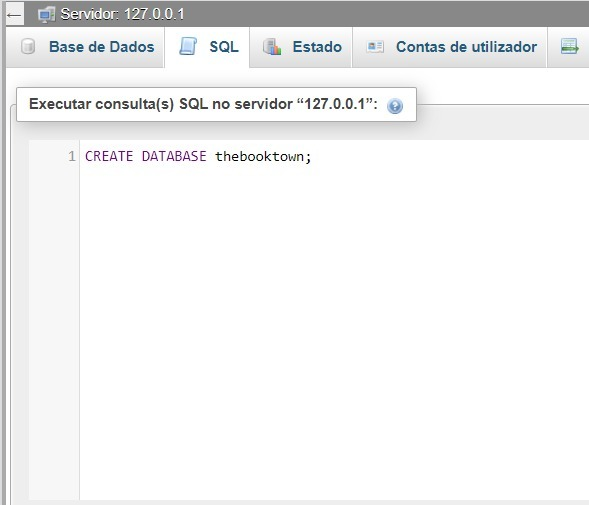 ← Servidor: 127.0.0.1
Base de Dados SQL Estado Contas de utilizador
Executar consulta(s) SQL no servidor “127.0.0.1”: ?
1 CREATE DATABASE thebooktown;